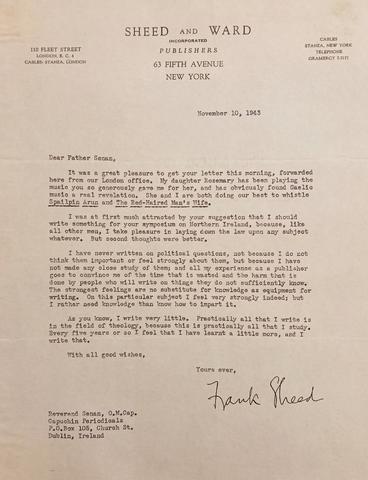 SHEED AND WARD
INCORPORATED
PUBLISHERS
63 FIFTH AVENUE
NEW YORK
110 FLEET STREET
LONDON, E.C. 4
CABLES: STANZA, LONDON
CABLES
STANZA, NEW YORK
TELEPHONE
GRAMERCY 7-7177
November 10, 1943
Dear Father Senan,
It was a great pleasure to get your letter this morning, forwarded
here from our London office. My daughter Rosemary has been playing the
music you so generously gave me for her, and has obviously found Gaelic
music a real revelation. She and I are both doing our best to whistle
Spailpin Arun and The Red-Haired Man's Wife.
I was at first much attracted by your suggestion that I should
write something for your symposium on Northern Ireland, because, like
all other men, I take pleasure in laying down the law upon any subject
whatever. But second thoughts were better.
I have never written on political questions, not because I do not
think them important or feel strongly about them, but because I have
not made any close study of them; and all my experience as a publisher
goes to convince me of the time that is wasted and the harm that is
done by people who will write on things they do not sufficiently know.
The strongest feelings are no substitute for knowledge as equipment for
writing. On this particular subject I feel very strongly indeed; but
I rather need knowledge than know how to impart it.
As you know, I write very little. Practically all that I write is
in the field of theology, because this is practically all that I study.
Every five years or so I feel that I have learnt a little more, and I
write that.
With all good wishes,
Yours ever,
Frank Sheed
Reverend Senan, O.M.Cap.
Capuchin Periodicals
P.O.Box 108, Church St.
Dublin, Ireland